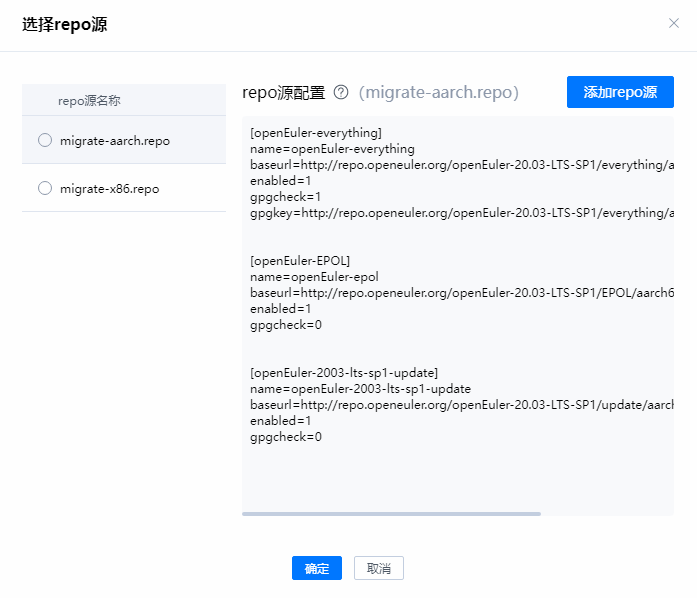 选择repo源
repo源名称
migrate-aarch.repo
migrate-x86.repo
repo源配置 ? （migrate-aarch.repo）
添加repo源
[openEuler-everything]
name=openEuler-everything
baseurl=http://repo.openeuler.org/openEuler-20.03-LTS-SP1/everything/a
enabled=1
gpgcheck=1
gpgkey=http://repo.openeuler.org/openEuler-20.03-LTS-SP1/everything/a
[openEuler-EPOL]
name=openEuler-epol
baseurl=http://repo.openeuler.org/openEuler-20.03-LTS-SP1/EPOL/aarch6
enabled=1
gpgcheck=0
[openEuler-2003-lts-sp1-update]
name=openEuler-2003-lts-sp1-update
baseurl=http://repo.openeuler.org/openEuler-20.03-LTS-SP1/update/aarch
enabled=1
gpgcheck=0
确定
取消